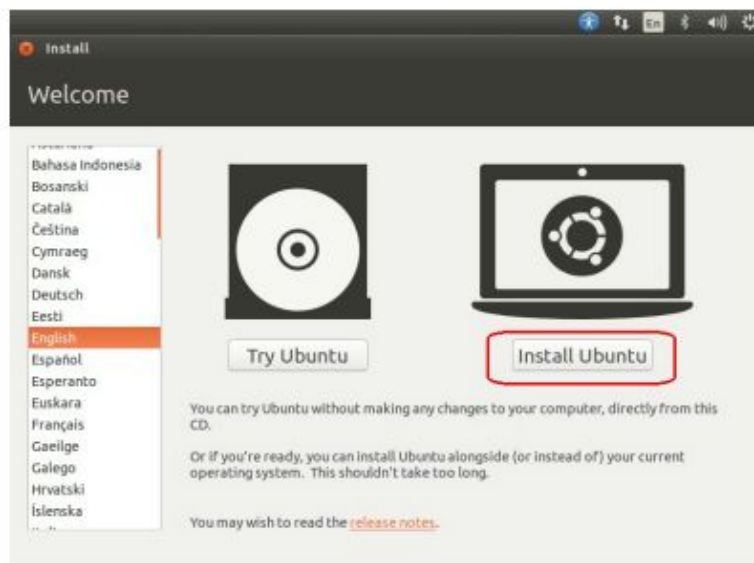 En
Install
Welcome
Bahasa Indonesia
Bosanski
Català
Čeština
Cymraeg
Dansk
Deutsch
Eesti
English
Español
Esperanto
Euskara
Français
Gaeilge
Galego
Hrvatski
Íslenska
Try Ubuntu
Install Ubuntu
You can try Ubuntu without making any changes to your computer, directly from this
CD.
Or if you're ready, you can install Ubuntu alongside (or instead of) your current
operating system. This shouldn't take too long.
You may wish to read the release notes.